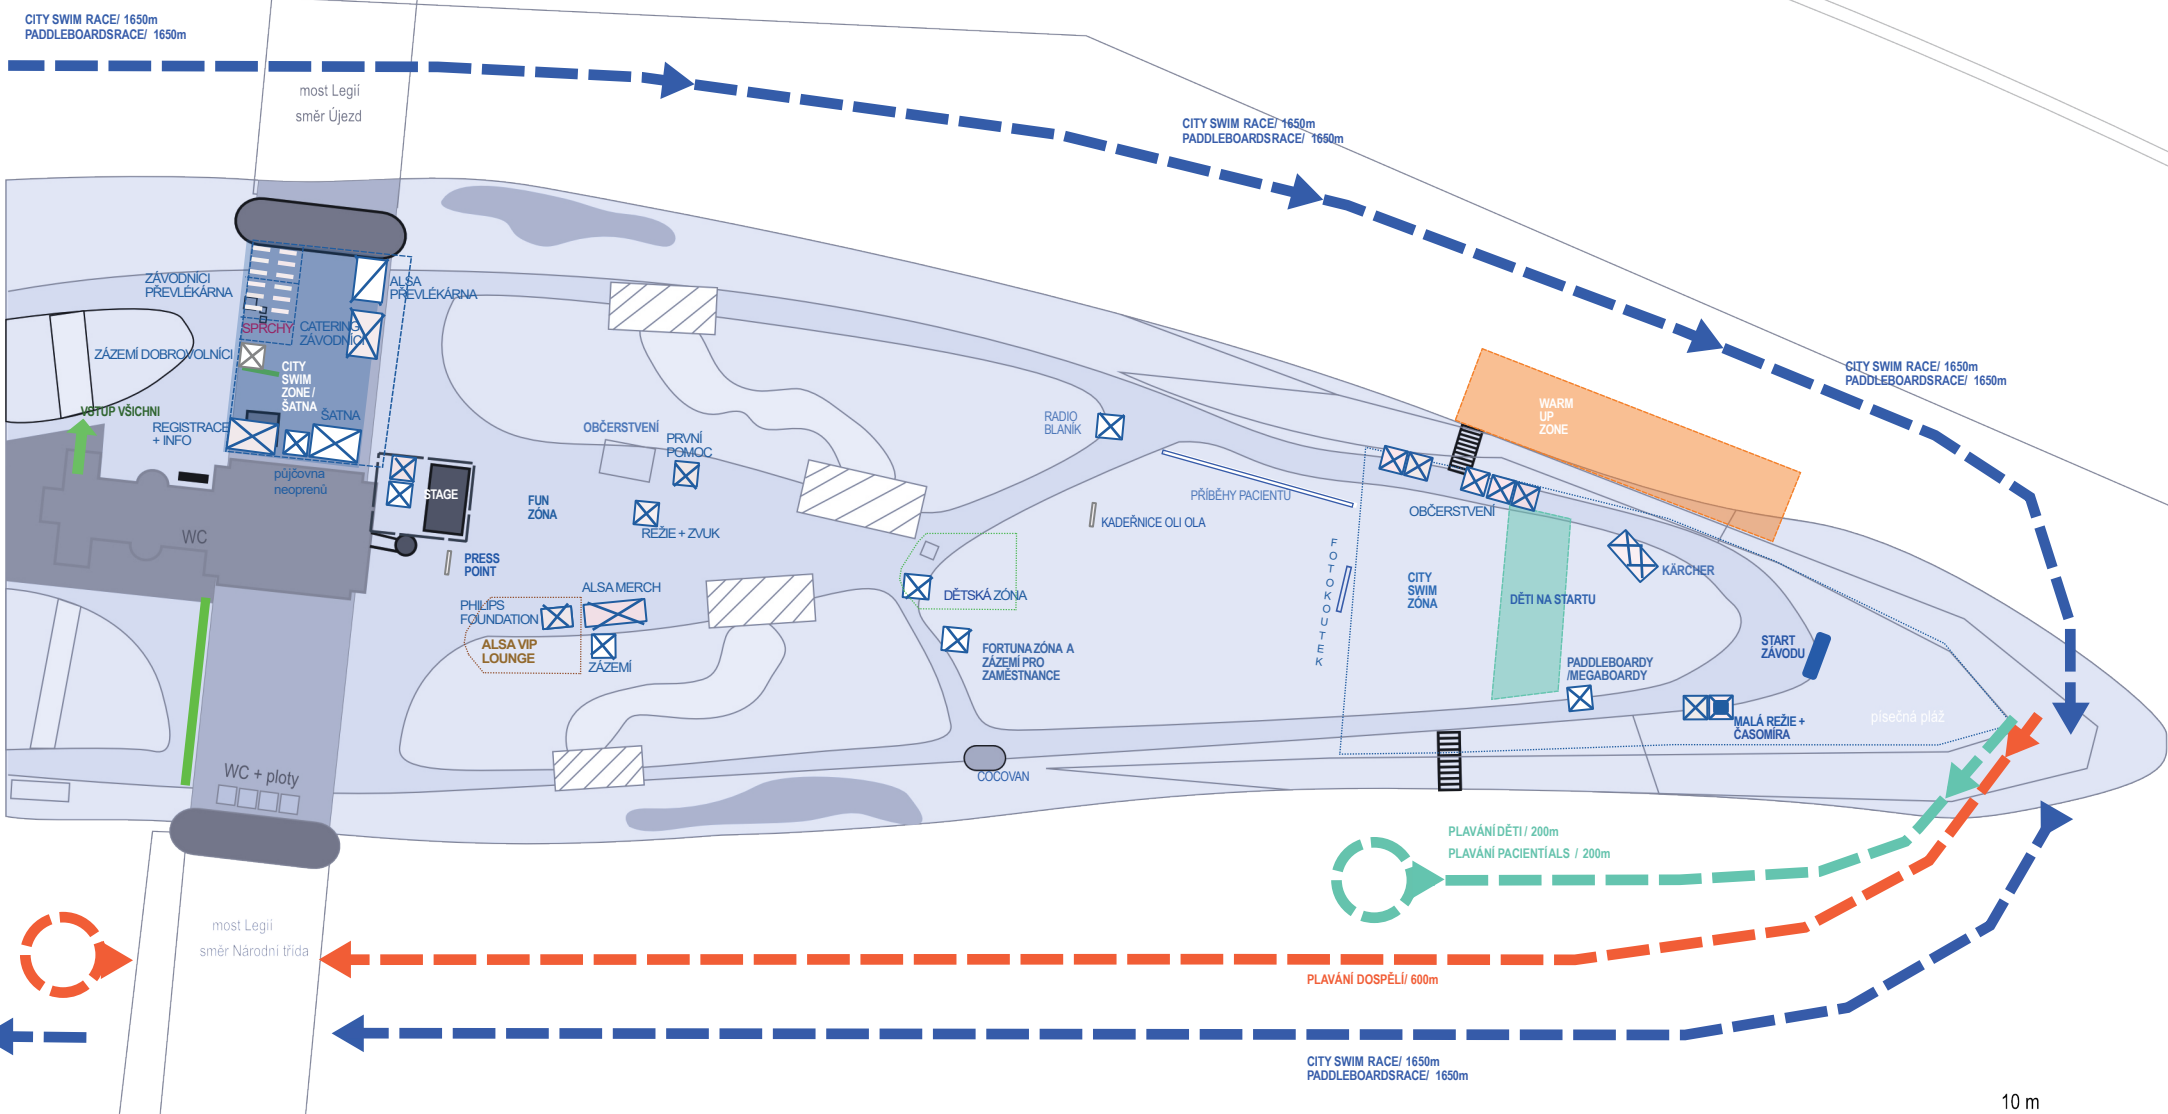 CITY SWIM RACE/ 1650m
PADDLEBOARDSRACE/ 1650m
most Legií
směr Újezd
CITY SWIM RACE/ 1650m
PADDLEBOARDSRACE/ 1650m
CITY SWIM RACE/ 1650m
PADDLEBOARDSRACE/ 1650m
ZÁVODNÍCI
PŘEVLÉKÁRNA
ALSA
PŘEVLÉKÁRNA
SPRCHY
CATERING
ZÁVODNÍCI
ZÁZEMÍ DOBROVOLNÍCI
CITY
SWIM
ZONE /
ŠATNA
VSTUP VŠICHNI
REGISTRACE
+ INFO
ŠATNA
půjčovna
neoprenů
STAGE
WC
FUN
ZÓNA
OBČERSTVENÍ
PRVNÍ
POMOC
REŽIE + ZVUK
PRESS
POINT
PHILIPS
FOUNDATION
ALSA MERCH
ALSA VIP
LOUNGE
ZÁZEMÍ
RADIO
BLANÍK
PŘÍBĚHY PACIENTŮ
KADEŘNICE OLI OLA
DĚTSKÁ ZÓNA
FORTUNA ZÓNA A
ZÁZEMÍ PRO
ZAMĚSTNANCE
COCOVAN
FOTOKOUTEK
WARM
UP
ZONE
OBČERSTVENÍ
CITY
SWIM
ZÓNA
DĚTI NA STARTU
KÄRCHER
START
ZÁVODU
PADDLEBOARDY
/MEGABOARDY
MALÁ REŽIE +
ČASOMÍRA
písečná pláž
WC + ploty
most Legií
směr Národní třída
PLAVÁNÍ DĚTI / 200m
PLAVÁNÍ PACIENTÍ ALS / 200m
PLAVÁNÍ DOSPĚLÍ/ 600m
CITY SWIM RACE/ 1650m
PADDLEBOARDSRACE/ 1650m
10 m